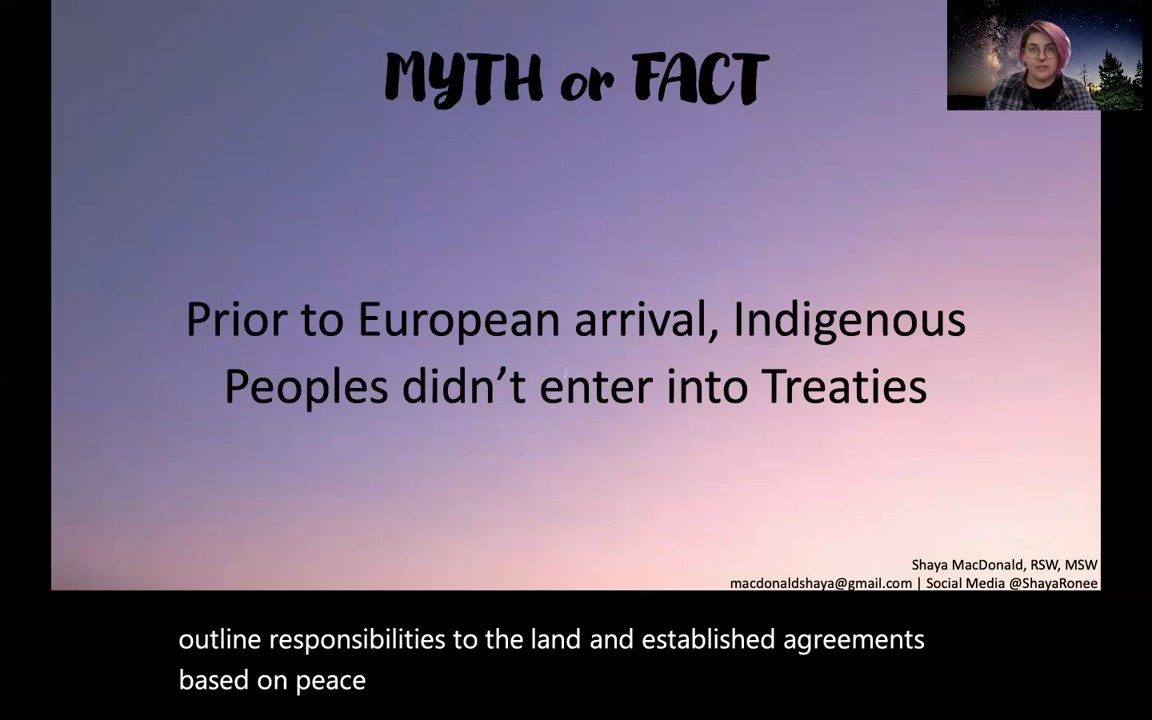 MYTH or FACT
Prior to European arrival, Indigenous
Peoples didn’t enter into Treaties
Shaya MacDonald, RSW, MSW
macdonaldshaya@gmail.com | Social Media @ShayaRonee
outline responsibilities to the land and established agreements
based on peace